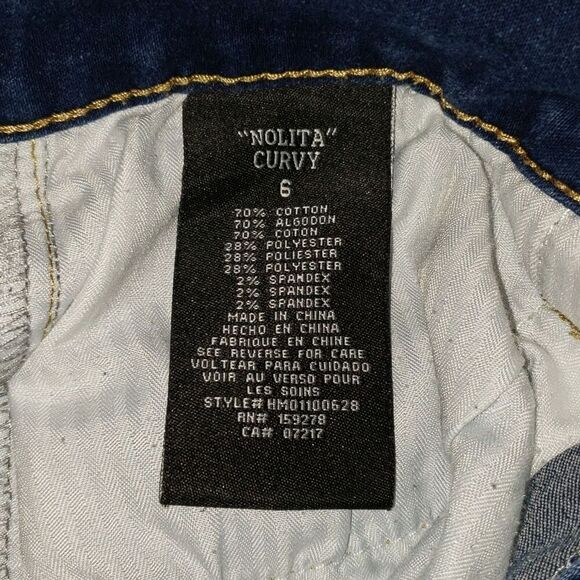 "NOLITA"
CURVY
6
70% COTTON
70% ALGODON
70% COTON
28% POLYESTER
28% POLIESTER
28% POLYESTER
2% SPANDEX
2% SPANDEX
2% SPANDEX
MADE IN CHINA
HECHO EN CHINA
FABRIQUE EN CHINE
SEE REVERSE FOR CARE
VOLTEAR PARA CUIDADO
VOIR AU VERSO POUR
LES SOINS
STYLE# HM01100628
RN# 159278
CA# 07217